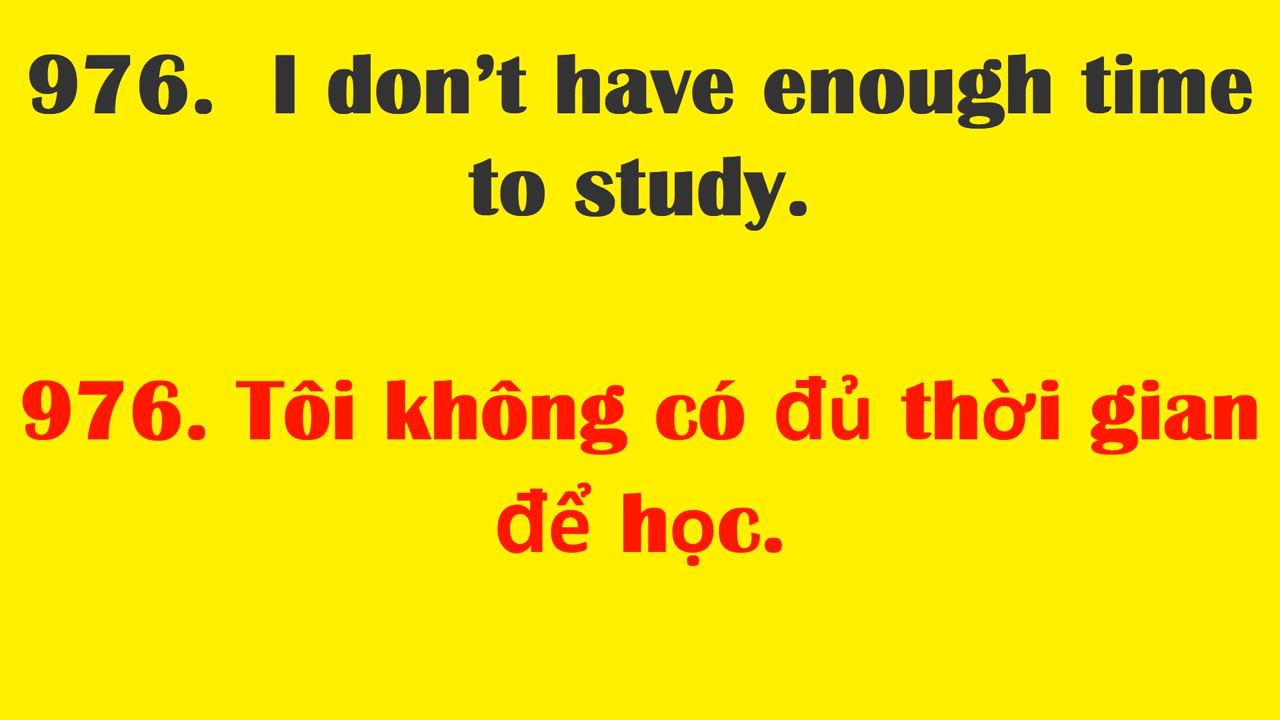 976.  I don’t have enough time
to study.
976. Tôi không có đủ thời gian
để học.